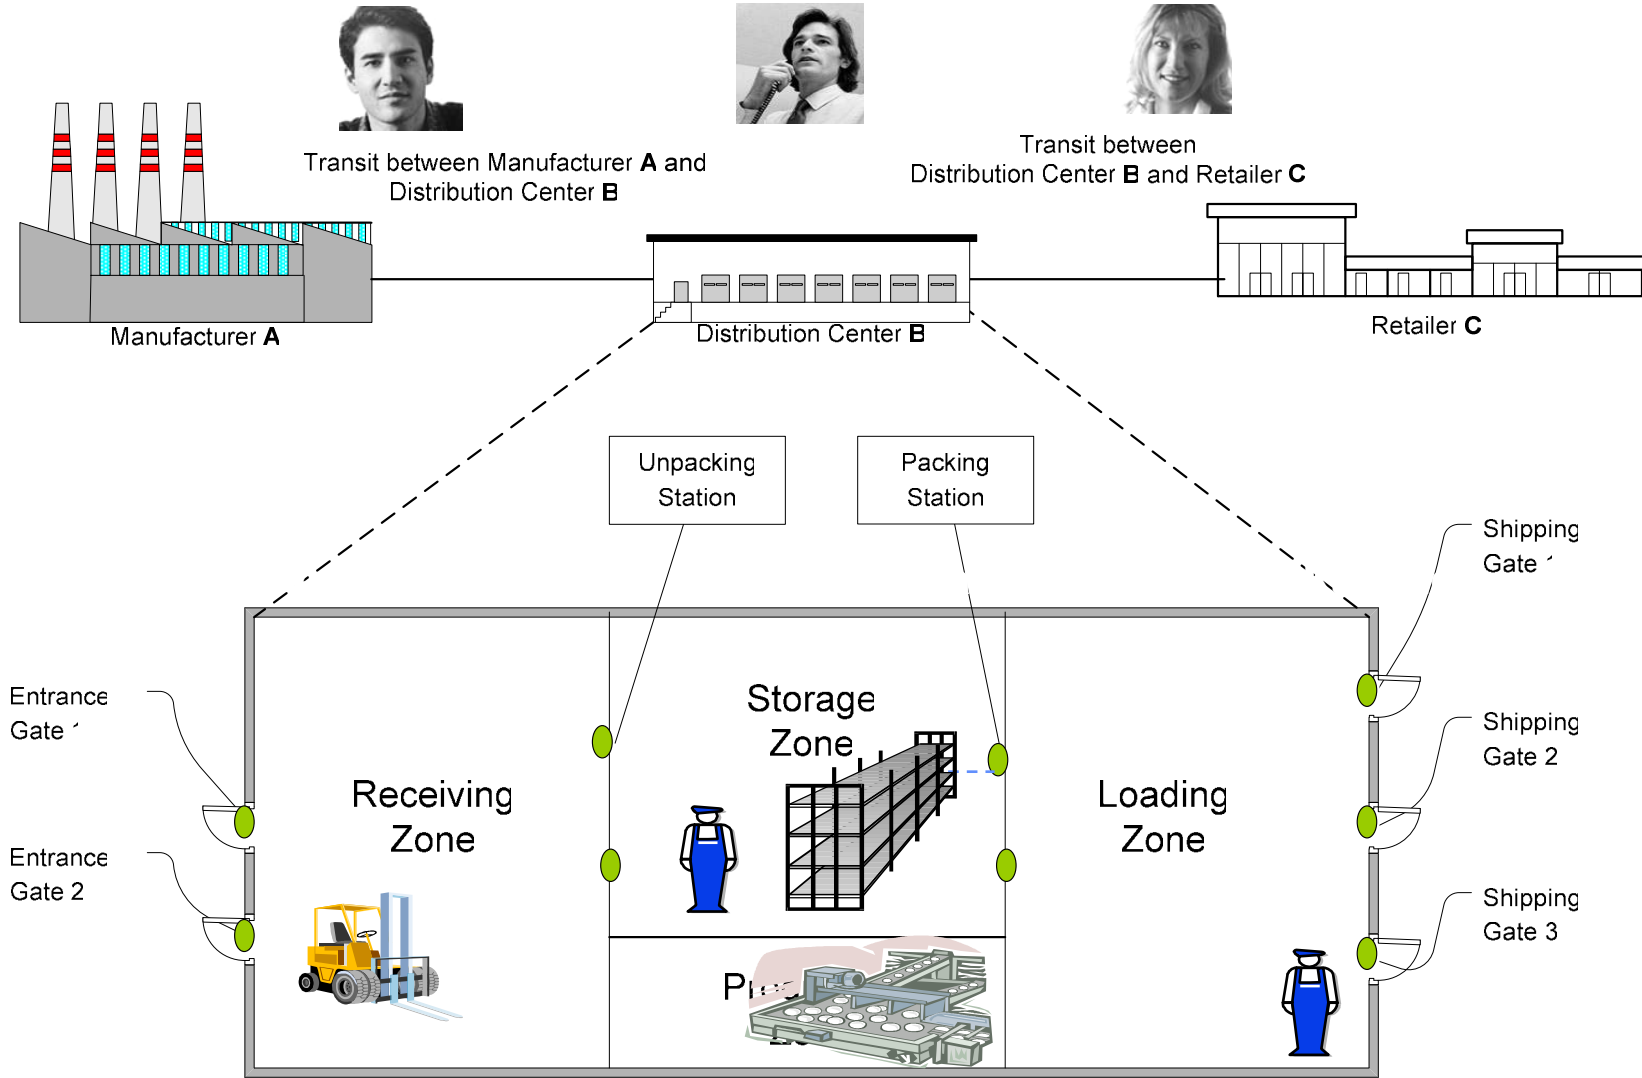 Transit between Manufacturer A and
Distribution Center B
Transit between
Distribution Center B and Retailer C
Manufacturer A
Distribution Center B
Retailer C
Unpacking
Station
Packing
Station
Shipping
Gate 1
Entrance
Gate 1
Storage
Zone
Shipping
Gate 2
Receiving
Zone
Loading
Zone
Entrance
Gate 2
Shipping
Gate 3